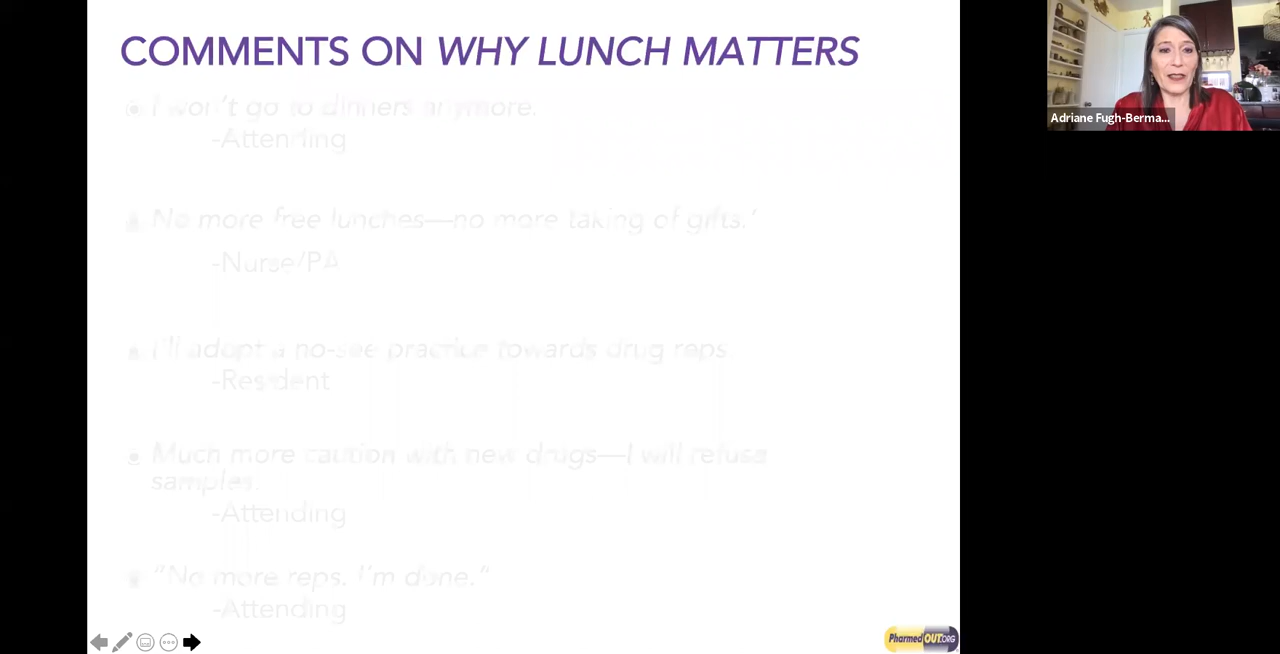 COMMENTS ON WHY LUNCH MATTERS
I won't go to dinners anymore.
-Attending
No more free lunches—no more taking of gifts.'
-Nurse/PA
I'll adopt a no-see practice towards drug reps
-Resident
Much more caution with new drugs—I will refuse
samples.
-Attending
"No more reps. I'm done."
-Attending
PharmedOUT.ORG
Adriane Fugh-Berma...